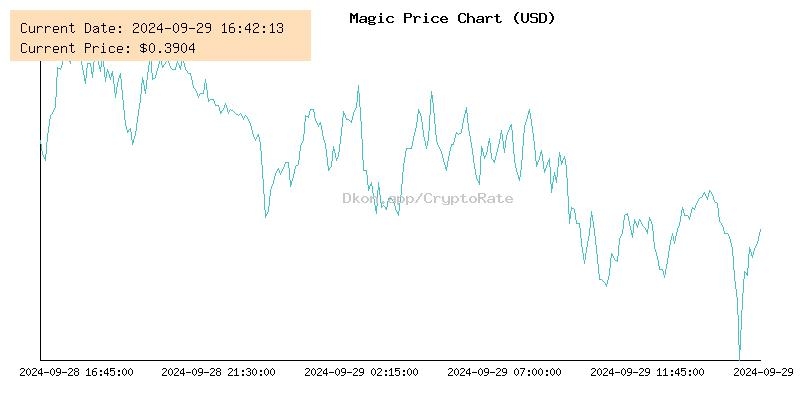 Magic Price Chart (USD)
Current Date: 2024-09-29 16:42:13
Current Price: $0.3904
Dkon.app/CryptoRate
2024-09-28 16:45:00 2024-09-28 21:30:00 2024-09-29 02:15:00 2024-09-29 07:00:00 2024-09-29 11:45:00 2024-09-29